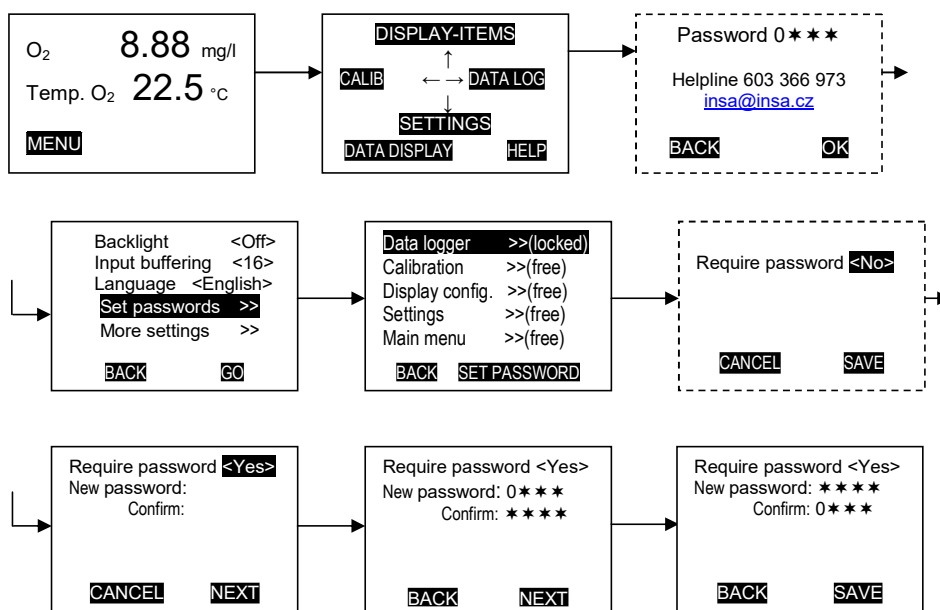 O₂ 8.88 mg/l
Temp. O₂ 22.5 °C
MENU
DISPLAY-ITEMS
↑
CALIB ←→ DATA LOG
↓
SETTINGS
DATA DISPLAY HELP
Password 0✶✶✶
Helpline 603 366 973
insa@insa.cz
BACK OK
Backlight <Off>
Input buffering <16>
Language <English>
Set passwords >>
More settings >>
BACK GO
Data logger >>(locked)
Calibration >>(free)
Display config. >>(free)
Settings >>(free)
Main menu >>(free)
BACK SET PASSWORD
Require password <No>
CANCEL SAVE
Require password <Yes>
New password:
Confirm:
CANCEL NEXT
Require password <Yes>
New password: 0✶✶✶
Confirm: ✶✶✶✶
BACK NEXT
Require password <Yes>
New password: ✶✶✶✶
Confirm: 0✶✶✶
BACK SAVE